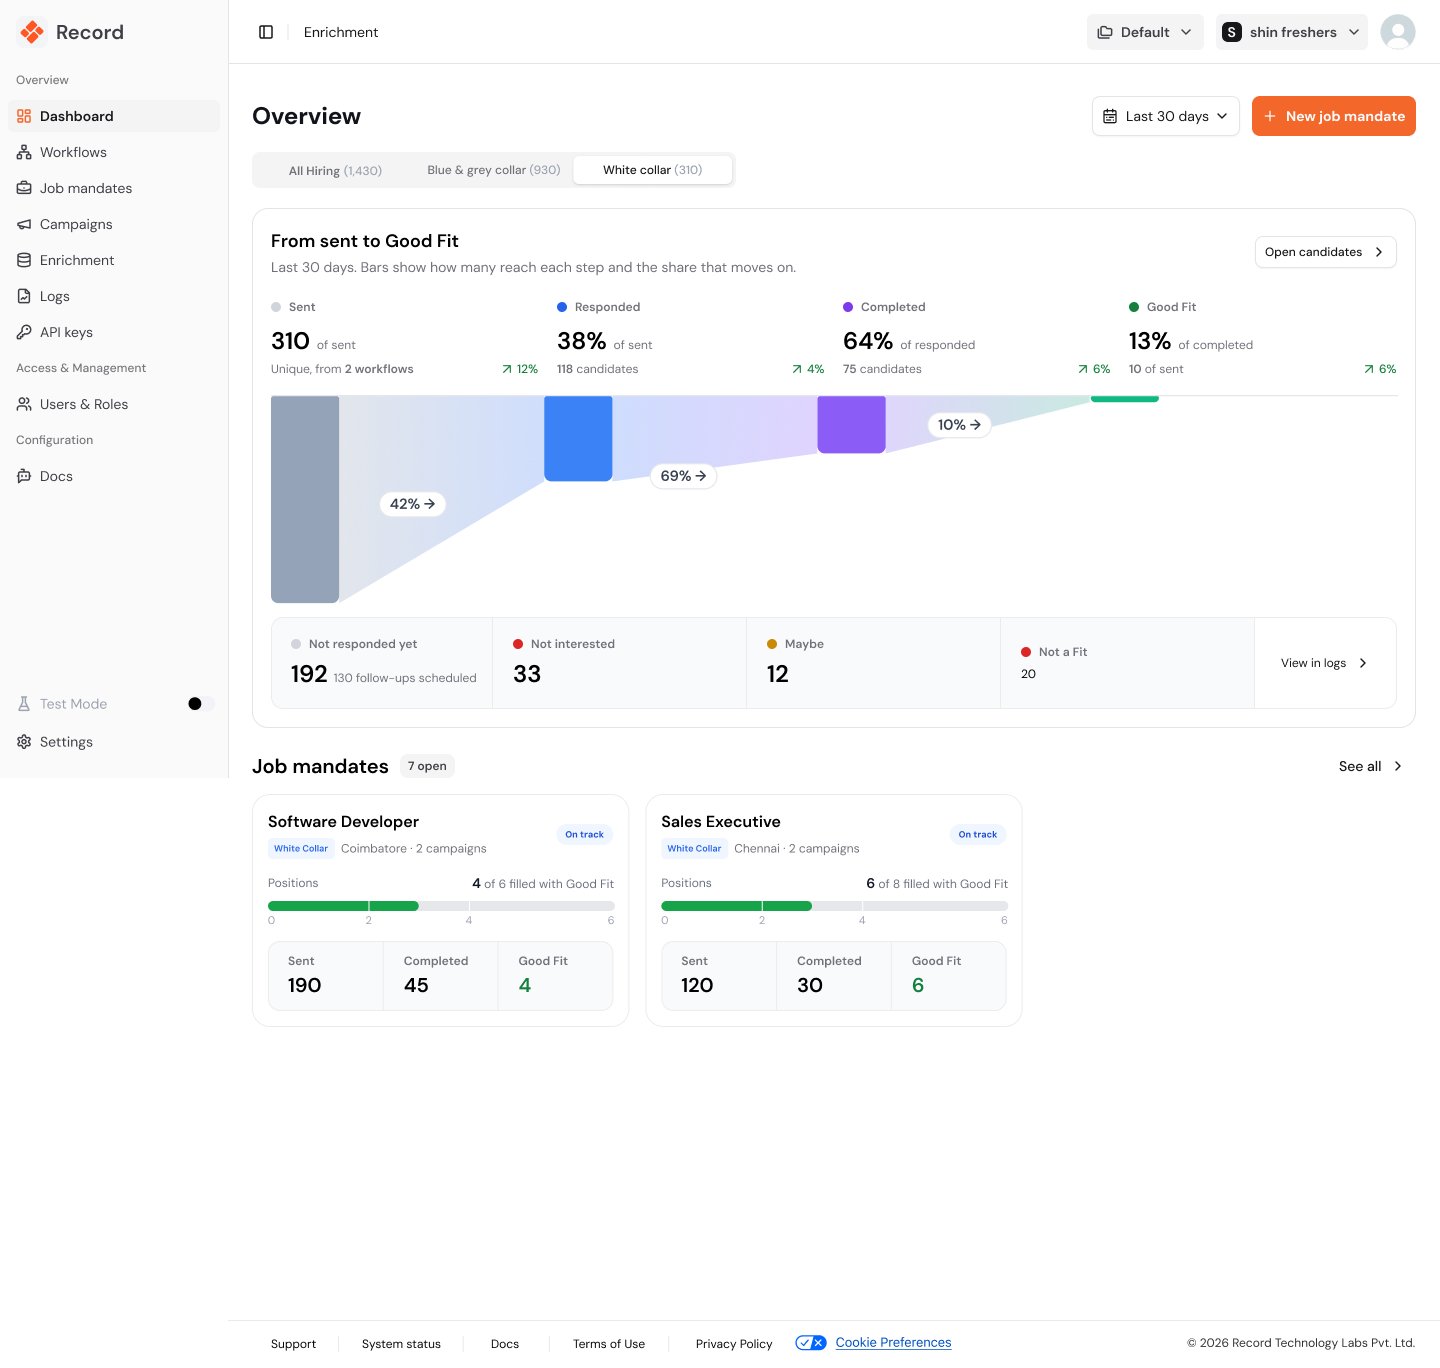 Record
Overview
Dashboard
Workflows
Job mandates
Campaigns
Enrichment
Logs
API keys
Access & Management
Users & Roles
Configuration
Docs
Test Mode
Settings
Enrichment
Default
S shin freshers
Overview
Last 30 days
New job mandate
All Hiring (1,430)
Blue & grey collar (930)
White collar (310)
From sent to Good Fit
Last 30 days. Bars show how many reach each step and the share that moves on.
Open candidates
Sent
310 of sent
Unique, from 2 workflows 12%
Responded
38% of sent
118 candidates 4%
Completed
64% of responded
75 candidates 6%
Good Fit
13% of completed
10 of sent 6%
42% →
69% →
10% →
Not responded yet
192 130 follow-ups scheduled
Not interested
33
Maybe
12
Not a Fit
20
View in logs
Job mandates 7 open
See all
Software Developer
White Collar Coimbatore · 2 campaigns
On track
Positions 4 of 6 filled with Good Fit
0 2 4 6
Sent Completed Good Fit
190 45 4
Sales Executive
White Collar Chennai · 2 campaigns
On track
Positions 6 of 8 filled with Good Fit
0 2 4 6
Sent Completed Good Fit
120 30 6
Support
System status
Docs
Terms of Use
Privacy Policy
Cookie Preferences
© 2026 Record Technology Labs Pvt. Ltd.